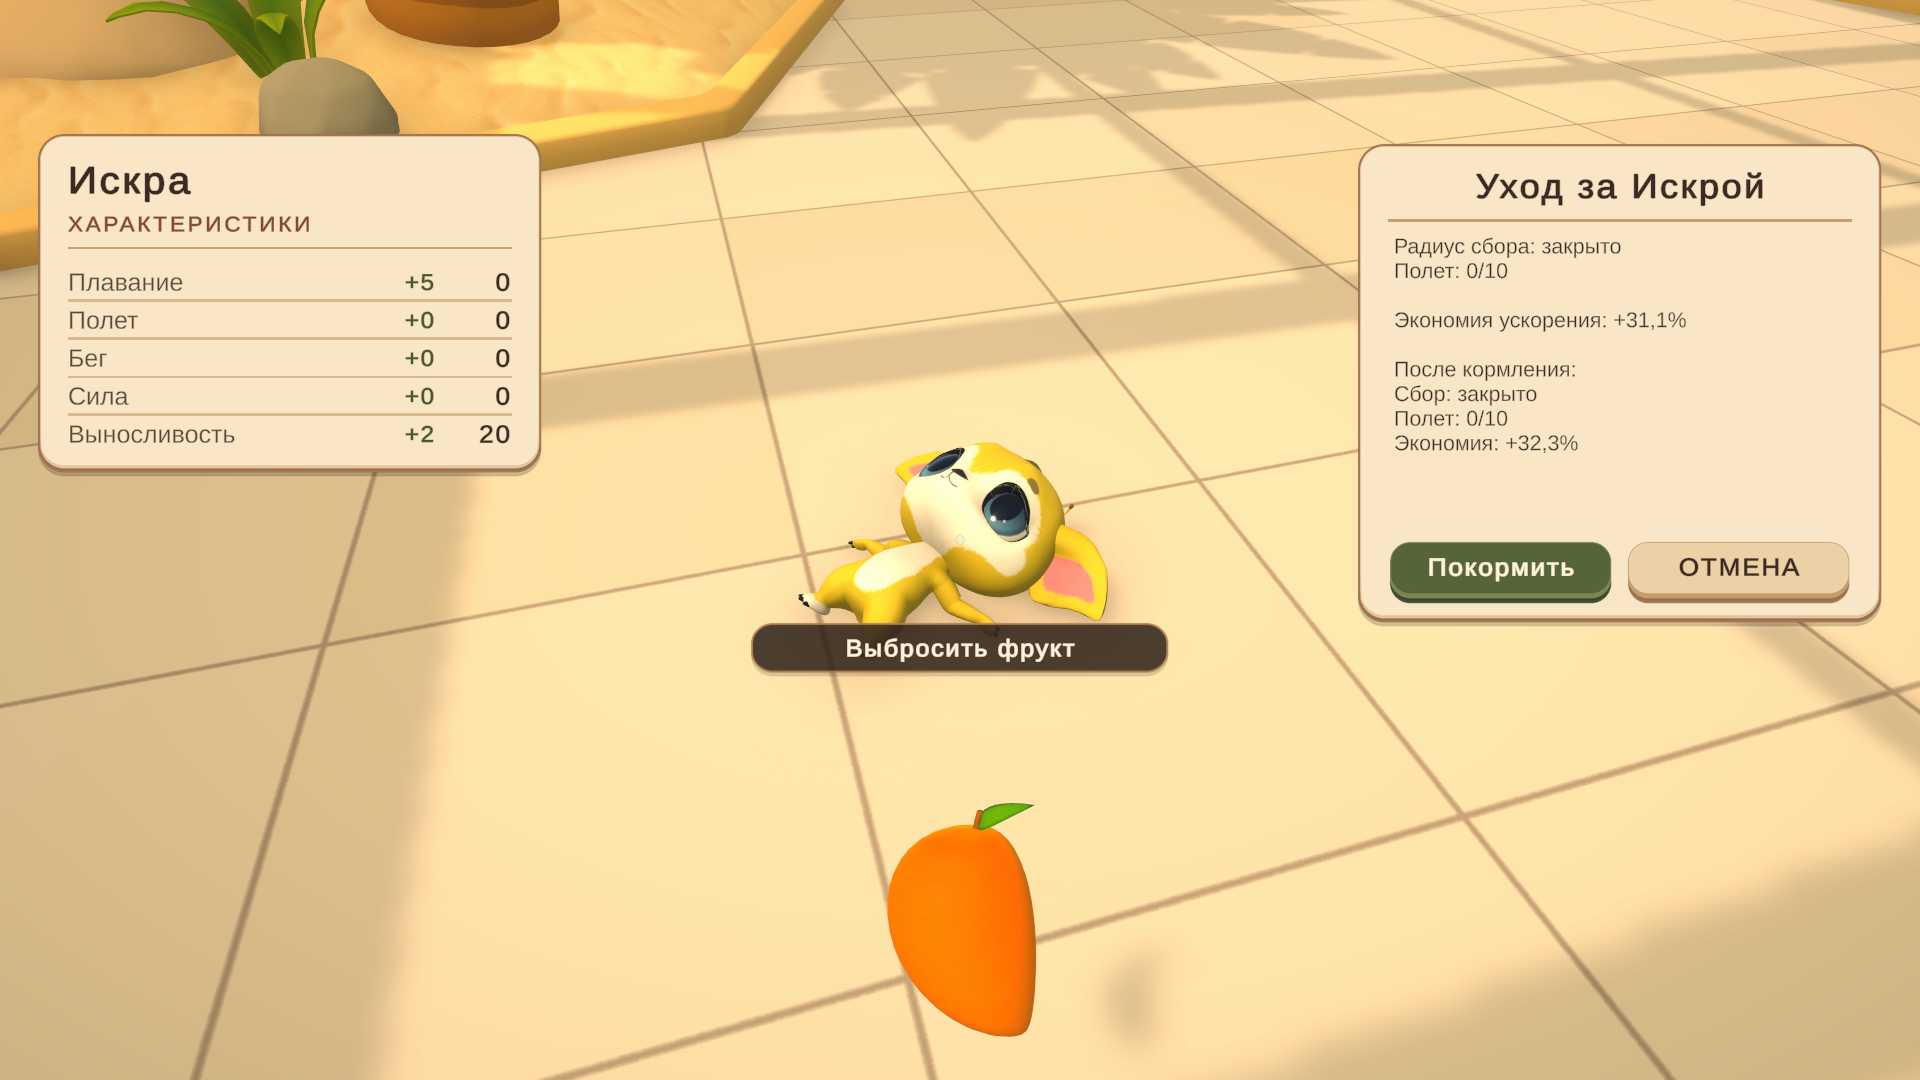 Искра
ХАРАКТЕРИСТИКИ
Плавание +5 0
Полет +0 0
Бег +0 0
Сила +0 0
Выносливость +2 20
Уход за Искрой
Радиус сбора: закрыто
Полет: 0/10
Экономия ускорения: +31,1%
После кормления:
Сбор: закрыто
Полет: 0/10
Экономия: +32,3%
Покормить
ОТМЕНА
Выбросить фрукт